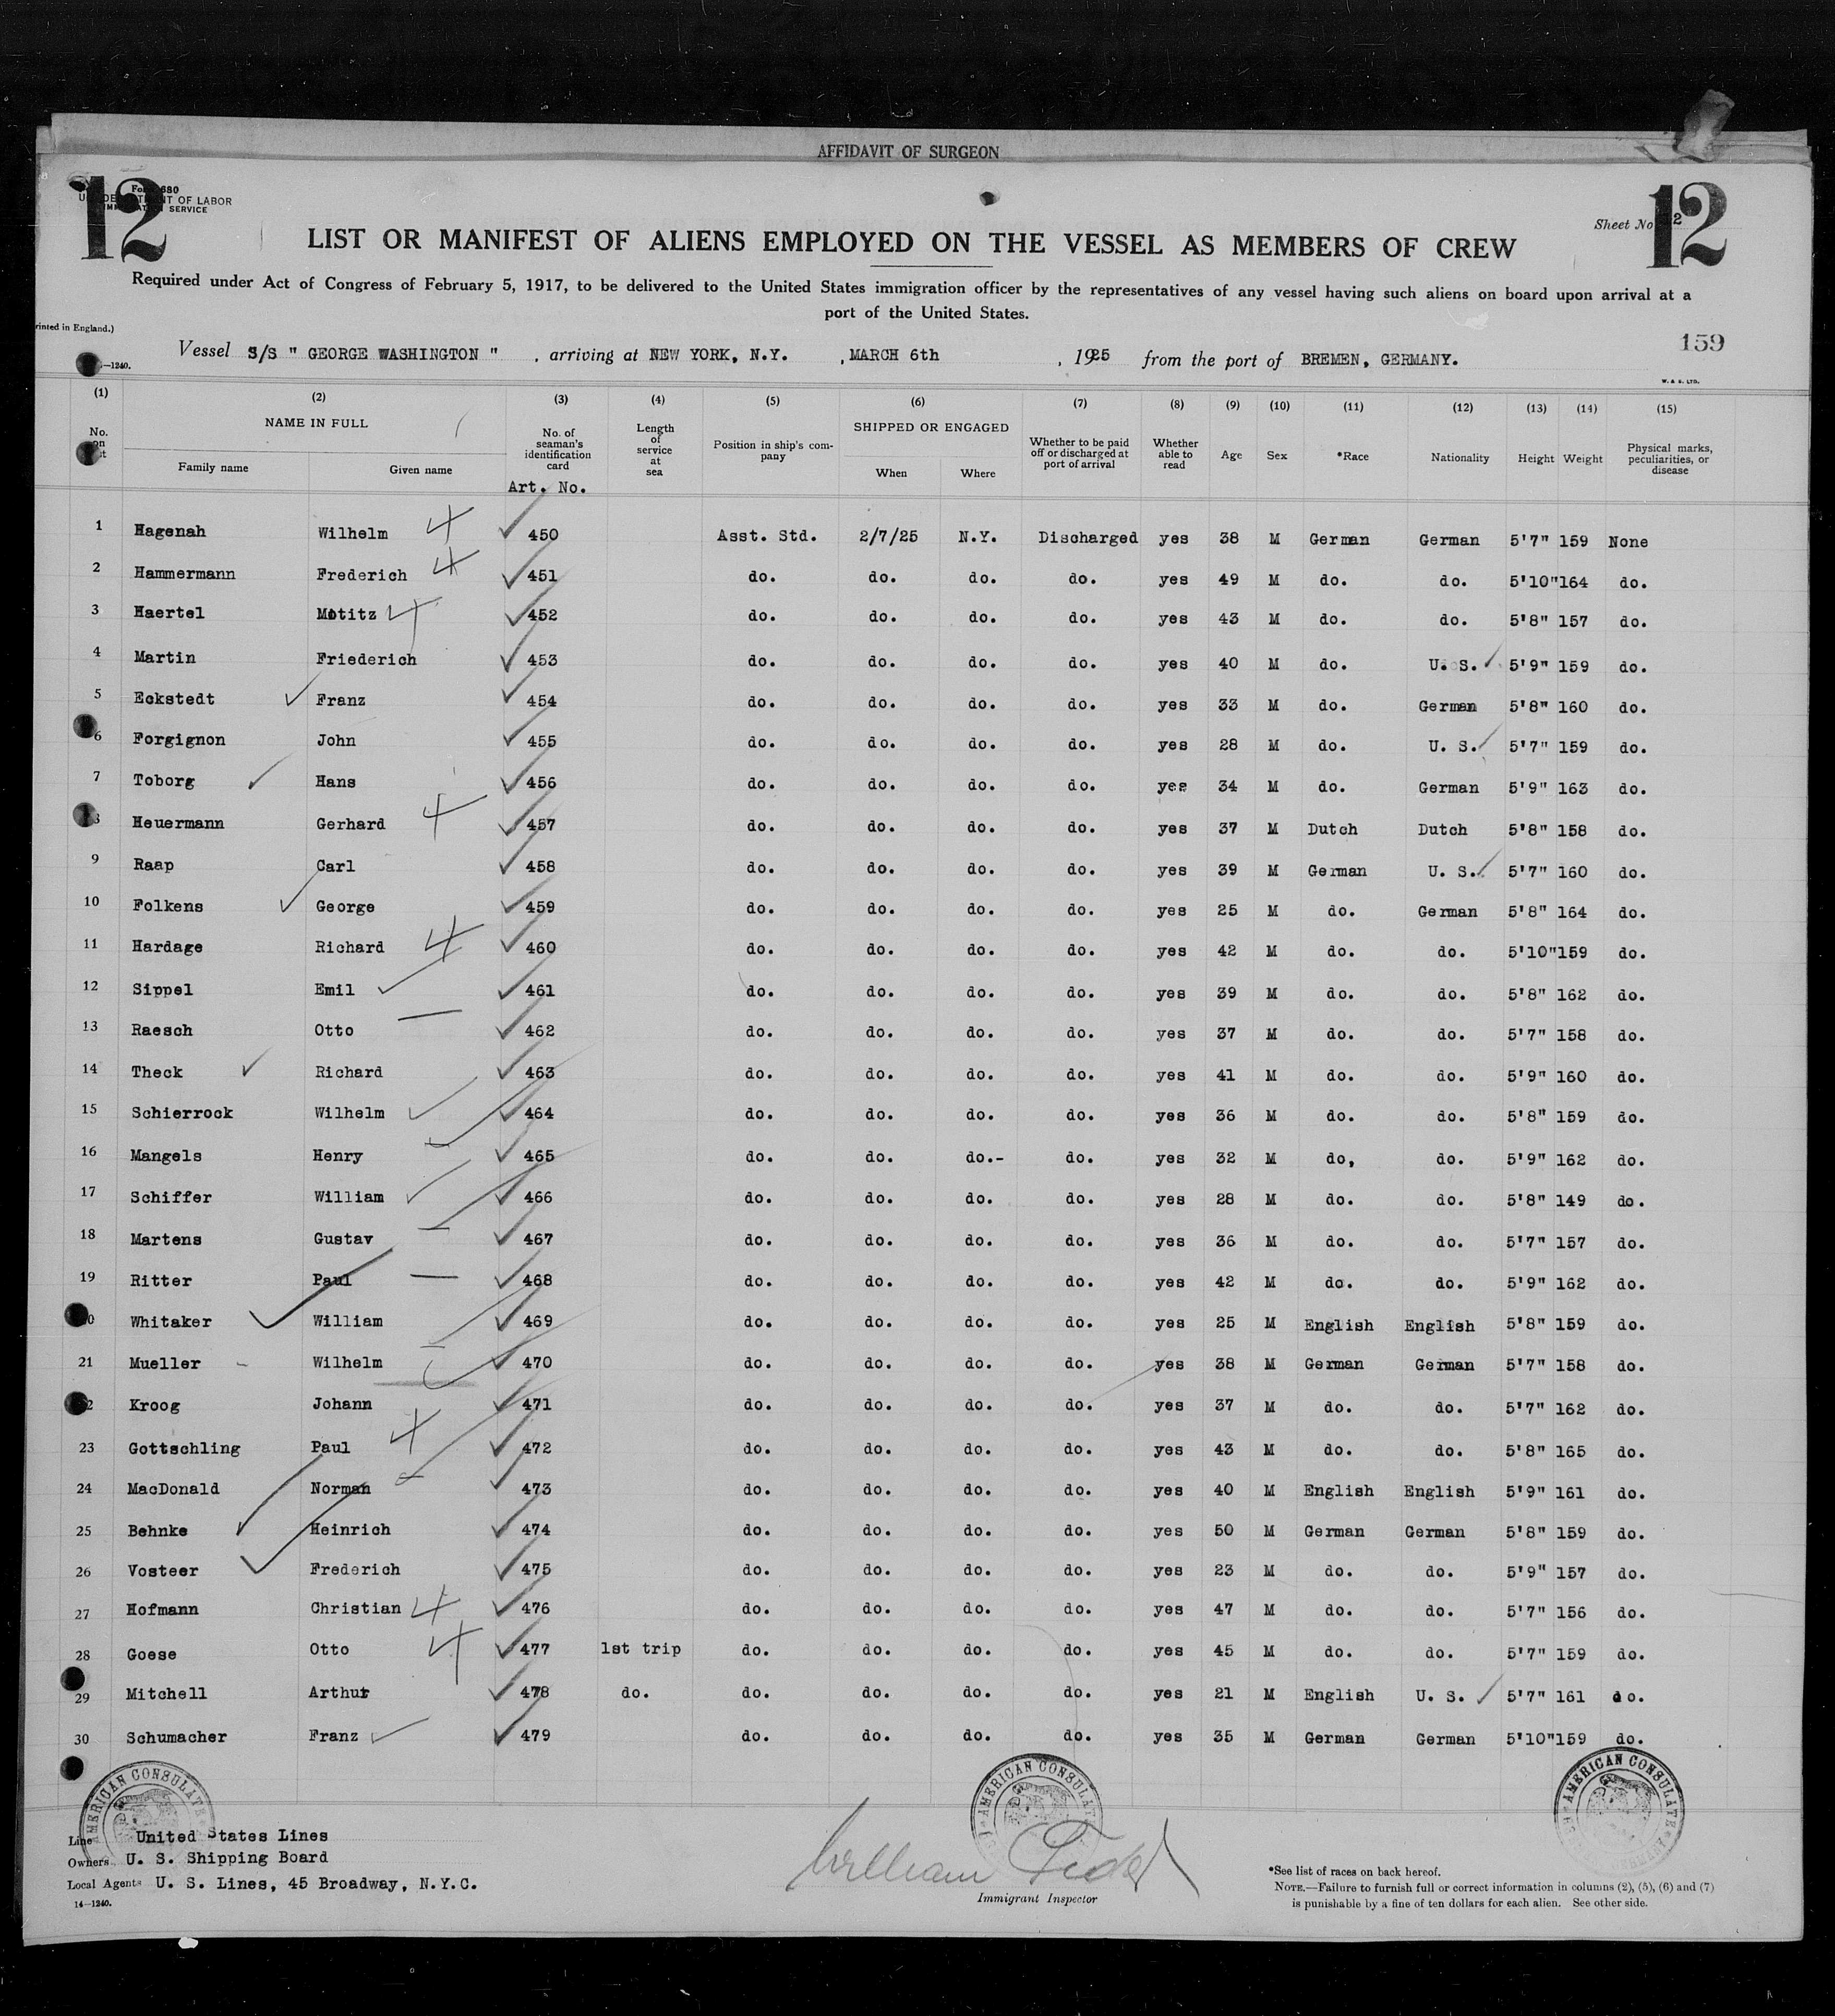 AFFIDAVIT OF SURGEON
12 12
Form 680
U.S. DEPARTMENT OF LABOR
IMMIGRATION SERVICE
Sheet No. 12
LIST OR MANIFEST OF ALIENS EMPLOYED ON THE VESSEL AS MEMBERS OF CREW
Required under Act of Congress of February 5, 1917, to be delivered to the United States immigration officer by the representatives of any vessel having such aliens on board upon arrival at a
port of the United States.
rinted in England.)
159
Vessel S/S " GEORGE WASHINGTON " , arriving at NEW YORK, N.Y. , MARCH 6th , 1925 from the port of BREMEN, GERMANY.
—1240.
W. & S. LTD.
(1) (2) (3) (4) (5) (6) (7) (8) (9) (10) (11) (12) (13) (14) (15)
No. on list NAME IN FULL Family name Given name No. of seaman's identification card Length of service at sea Position in ship's company SHIPPED OR ENGAGED When Where Whether to be paid off or discharged at port of arrival Whether able to read Age Sex *Race Nationality Height Weight Physical marks, peculiarities, or disease
Art. No.
1 Hagenah Wilhelm 4 450 Asst. Std. 2/7/25 N.Y. Discharged yes 38 M German German 5'7" 159 None
2 Hammermann Frederich 4 451 do. do. do. do. yes 49 M do. do. 5'10" 164 do.
3 Haertel Motitz 4 452 do. do. do. do. yes 43 M do. do. 5'8" 157 do.
4 Martin Friederich 453 do. do. do. do. yes 40 M do. U. S. 5'9" 159 do.
5 Eckstedt Franz 454 do. do. do. do. yes 33 M do. German 5'8" 160 do.
6 Forgignon John 455 do. do. do. do. yes 28 M do. U. S. 5'7" 159 do.
7 Toborg Hans 456 do. do. do. do. yes 34 M do. German 5'9" 163 do.
8 Heuermann Gerhard 4 457 do. do. do. do. yes 37 M Dutch Dutch 5'8" 158 do.
9 Raap Carl 458 do. do. do. do. yes 39 M German U. S. 5'7" 160 do.
10 Folkens George 459 do. do. do. do. yes 25 M do. German 5'8" 164 do.
11 Hardage Richard 4 460 do. do. do. do. yes 42 M do. do. 5'10" 159 do.
12 Sippel Emil 461 do. do. do. do. yes 39 M do. do. 5'8" 162 do.
13 Raesch Otto 462 do. do. do. do. yes 37 M do. do. 5'7" 158 do.
14 Theck Richard 463 do. do. do. do. yes 41 M do. do. 5'9" 160 do.
15 Schierrock Wilhelm 464 do. do. do. do. yes 36 M do. do. 5'8" 159 do.
16 Mangels Henry 465 do. do. do.- do. yes 32 M do, do. 5'9" 162 do.
17 Schiffer William 466 do. do. do. do. yes 28 M do. do. 5'8" 149 do.
18 Martens Gustav 467 do. do. do. do. yes 36 M do. do. 5'7" 157 do.
19 Ritter Paul 468 do. do. do. do. yes 42 M do. do. 5'9" 162 do.
20 Whitaker William 469 do. do. do. do. yes 25 M English English 5'8" 159 do.
21 Mueller Wilhelm 470 do. do. do. do. yes 38 M German German 5'7" 158 do.
22 Kroog Johann 471 do. do. do. do. yes 37 M do. do. 5'7" 162 do.
23 Gottschling Paul 4 472 do. do. do. do. yes 43 M do. do. 5'8" 165 do.
24 MacDonald Norman 473 do. do. do. do. yes 40 M English English 5'9" 161 do.
25 Behnke Heinrich 474 do. do. do. do. yes 50 M German German 5'8" 159 do.
26 Vosteer Frederich 475 do. do. do. do. yes 23 M do. do. 5'9" 157 do.
27 Hofmann Christian 4 476 do. do. do. do. yes 47 M do. do. 5'7" 156 do.
28 Goese Otto 4 477 1st trip do. do. do. do. yes 45 M do. do. 5'7" 159 do.
29 Mitchell Arthur 478 do. do. do. do. do. yes 21 M English U. S. 5'7" 161 do.
30 Schumacher Franz 479 do. do. do. do. yes 35 M German German 5'10" 159 do.
AMERICAN CONSULATE AMERICAN CONSULATE AMERICAN CONSULATE
Line United States Lines
Owners U. S. Shipping Board
Local Agents U. S. Lines, 45 Broadway, N.Y.C.
14—1240.
William
Immigrant Inspector
*See list of races on back hereof.
NOTE.—Failure to furnish full or correct information in columns (2), (5), (6) and (7)
is punishable by a fine of ten dollars for each alien. See other side.